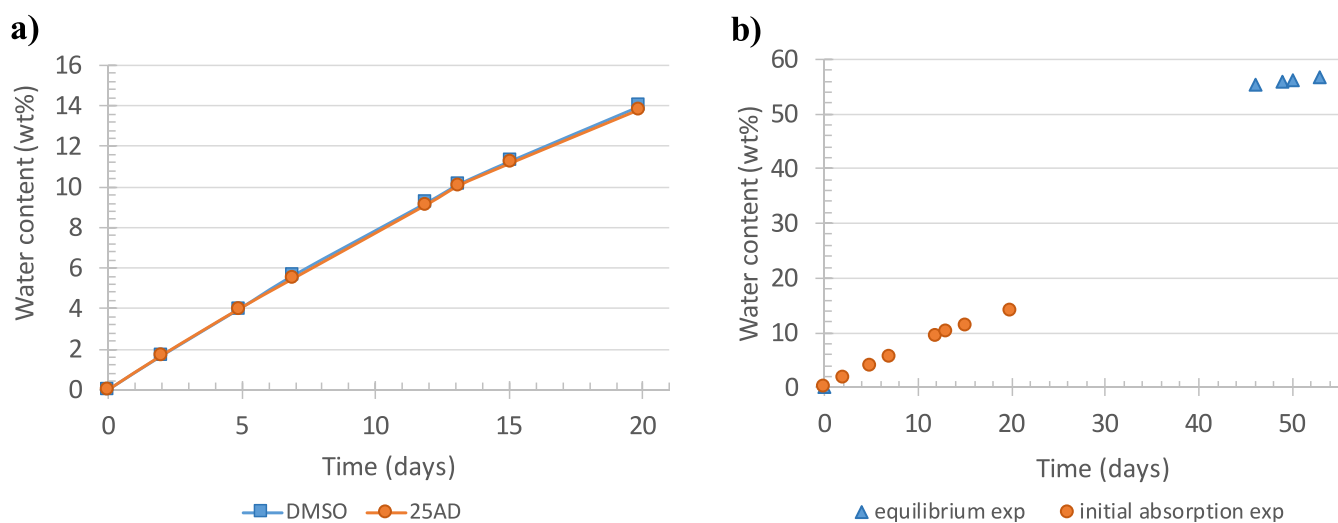 a)
16
14
12
10
8
6
4
2
0
Water content (wt%)
0 5 10 15 20
Time (days)
DMSO 25AD
b)
60
50
40
30
20
10
0
Water content (wt%)
0 10 20 30 40 50
Time (days)
equilibrium exp initial absorption exp